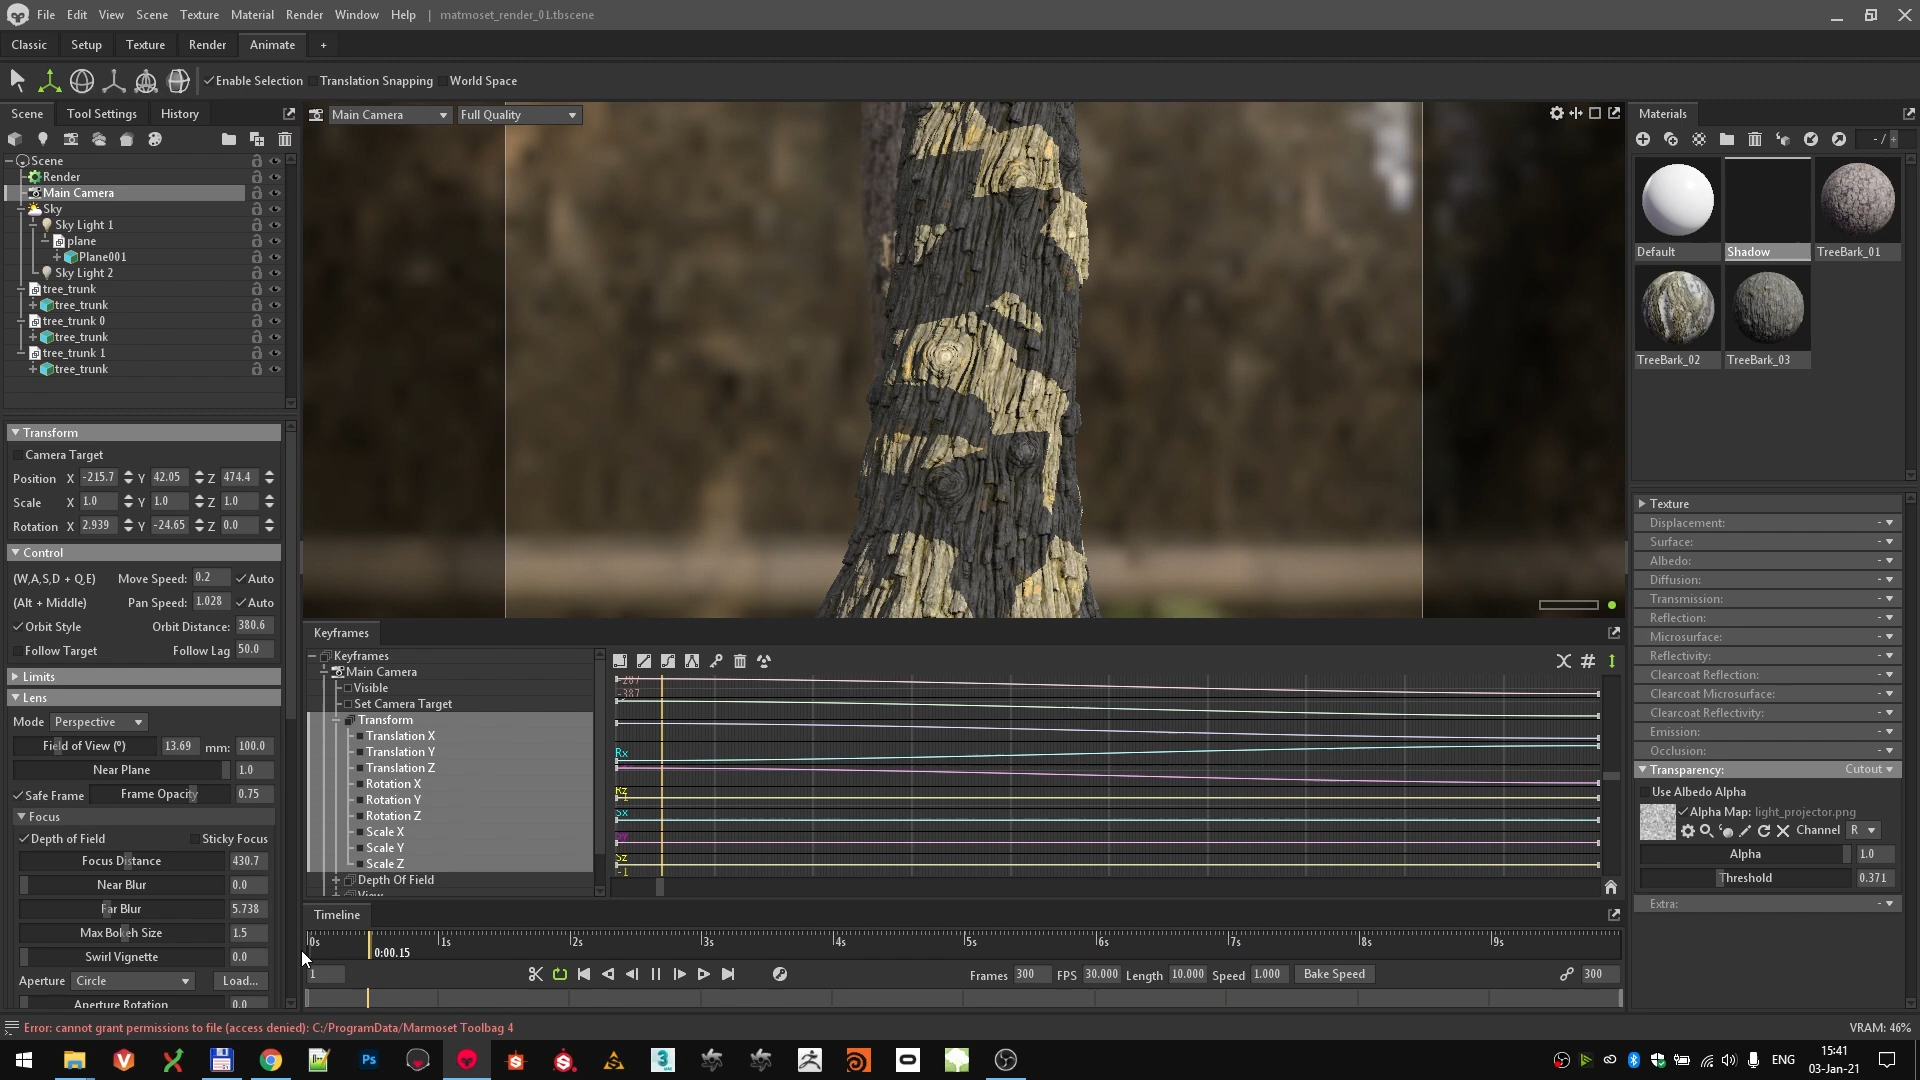 File Edit View Scene Texture Material Render Window Help | matmoset_render_01.tbscene
Classic Setup Texture Render Animate +
Enable Selection Translation Snapping World Space
Scene Tool Settings History
Main Camera Full Quality
Materials
Scene
Render
Main Camera
Sky
Sky Light 1
plane
Plane001
Sky Light 2
tree_trunk
tree_trunk
tree_trunk 0
tree_trunk
tree_trunk 1
tree_trunk
Default Shadow TreeBark_01
TreeBark_02 TreeBark_03
Transform
Camera Target
Position X -215.7 Y 42.05 Z 474.4
Scale X 1.0 Y 1.0 Z 1.0
Rotation X 2.939 Y -24.65 Z 0.0
Control
(W,A,S,D + Q,E) Move Speed: 0.2 Auto
(Alt + Middle) Pan Speed: 1.028 Auto
Orbit Style Orbit Distance: 380.6
Follow Target Follow Lag 50.0
Limits
Lens
Mode Perspective
Field of View (º) 13.69 mm: 100.0
Near Plane 1.0
Safe Frame Frame Opacity 0.75
Focus
Depth of Field Sticky Focus
Focus Distance 430.7
Near Blur 0.0
Far Blur 5.738
Max Bokeh Size 1.5
Swirl Vignette 0.0
Aperture Circle Load...
Aperture Rotation 0.0
Keyframes
Keyframes
Main Camera
Visible
Set Camera Target
Transform
Translation X
Translation Y
Translation Z
Rotation X
Rotation Y
Rotation Z
Scale X
Scale Y
Scale Z
Depth Of Field
View
-287
-387
Rx
Rz
-1
Sx
Sz
-1
Timeline
0s 1s 2s 3s 4s 5s 6s 7s 8s 9s
0:00.15
1 Frames 300 FPS 30.000 Length 10.000 Speed 1.000 Bake Speed 300
Texture
Displacement: -
Surface: -
Albedo: -
Diffusion: -
Transmission: -
Reflection: -
Microsurface: -
Reflectivity: -
Clearcoat Reflection: -
Clearcoat Microsurface: -
Clearcoat Reflectivity: -
Emission: -
Occlusion: -
Transparency: Cutout
Use Albedo Alpha
Alpha Map: light_projector.png
Channel R
Alpha 1.0
Threshold 0.371
Extra: -
Error: cannot grant permissions to file (access denied): C:/ProgramData/Marmoset Toolbag 4
VRAM: 46%
Ps 3 ENG 15:41
03-Jan-21